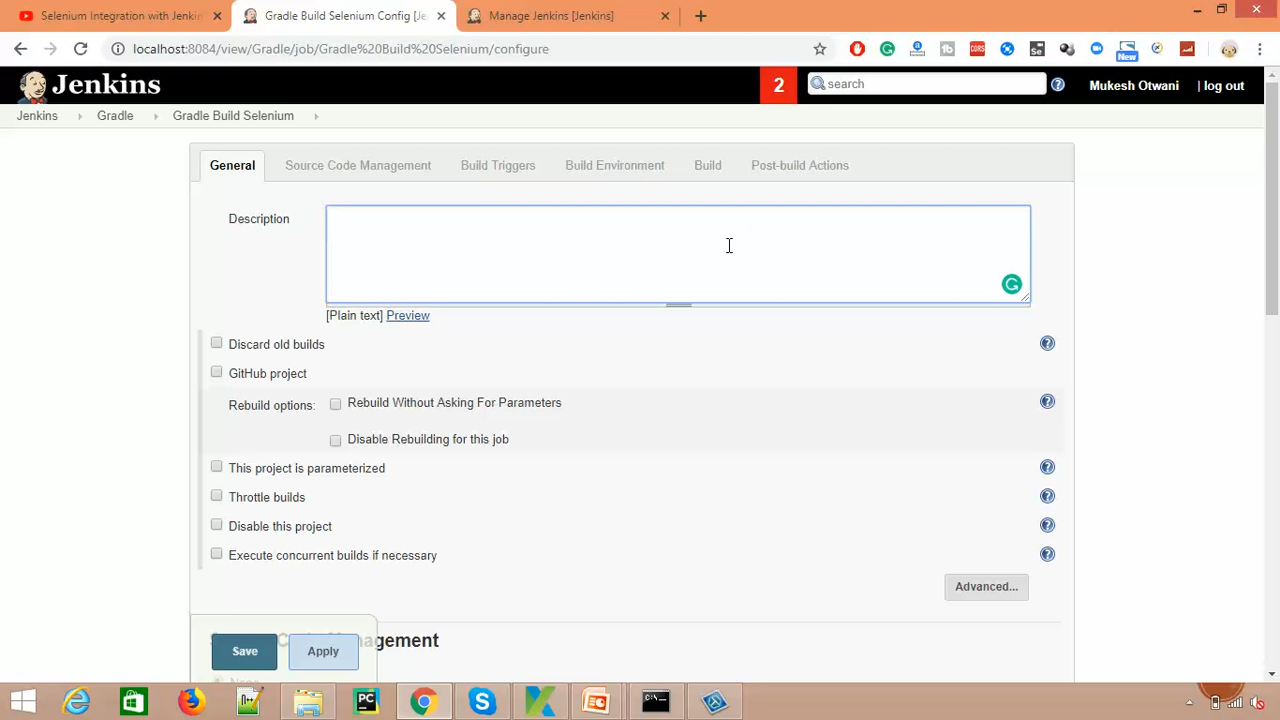 Selenium Integration with Jenkin
Gradle Build Selenium Config [Je
Manage Jenkins [Jenkins]
localhost:8084/view/Gradle/job/Gradle%20Build%20Selenium/configure
Jenkins
2
search
Mukesh Otwani
| log out
Jenkins
Gradle
Gradle Build Selenium
General
Source Code Management
Build Triggers
Build Environment
Build
Post-build Actions
Description
[Plain text] Preview
Discard old builds
GitHub project
Rebuild options:
Rebuild Without Asking For Parameters
Disable Rebuilding for this job
This project is parameterized
Throttle builds
Disable this project
Execute concurrent builds if necessary
Advanced...
Save
Apply